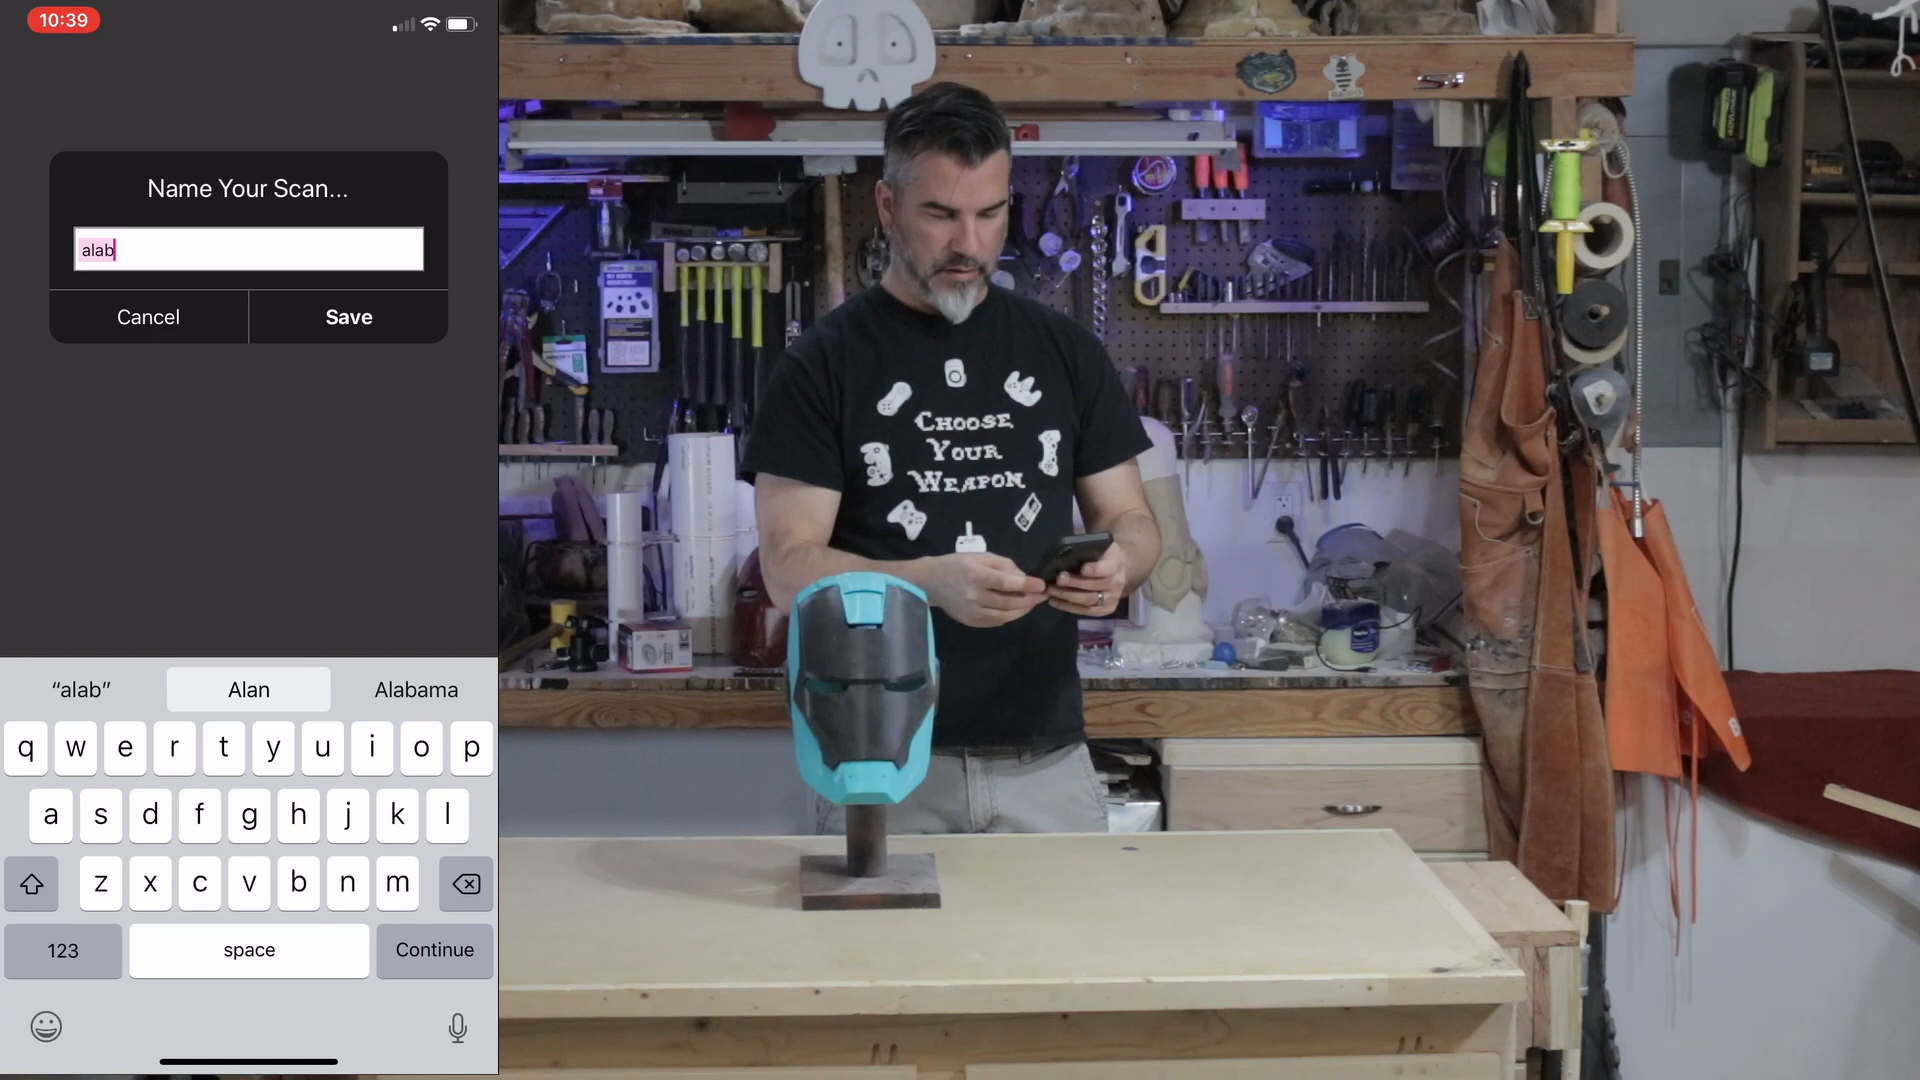 10:39
Name Your Scan...
alab
Cancel
Save
“alab”
Alan
Alabama
q w e r t y u i o p
a s d f g h j k l
z x c v b n m
123
space
Continue
CHOOSE
YOUR
WEAPON